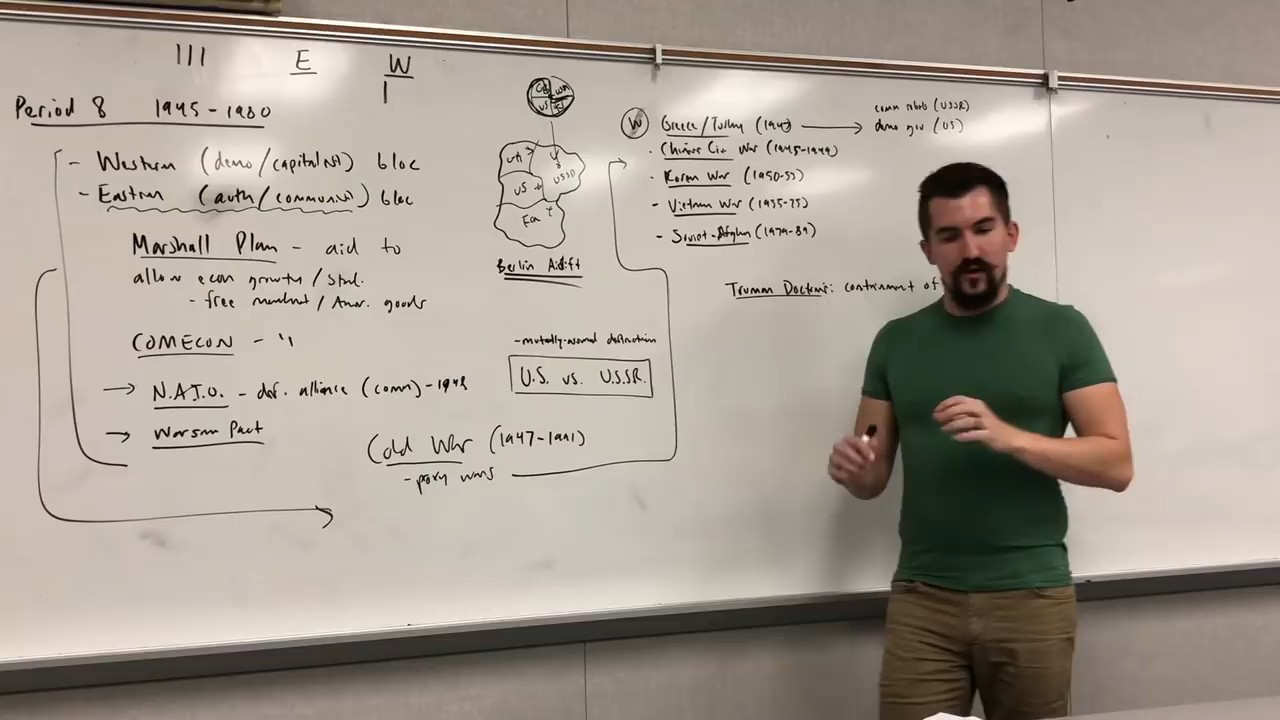 III E W
I
Period 8 1945-1980
- Western (demo/capitalist) bloc
- Eastern (auth/communist) bloc
Marshall Plan - aid to
allow econ growth/Stab.
- free market/Amer. goods
COMECON - "
→ N.A.T.O. - def. alliance (comm) - 1948
→ Warsaw Pact
Cold War (1947-1991)
- proxy wars
US
US
USSR
Berlin Airlift
- mutually-assured destruction
U.S. vs. U.S.S.R.
W Greece/Turkey (1947) →
comm rebels (USSR)
demo gov (US)
· Chinese Civ. War (1945-1949)
· Korean War (1950-53)
- Vietnam War (1955-75)
- Soviet-Afghan (1979-89)
Truman Doctrine: containment of